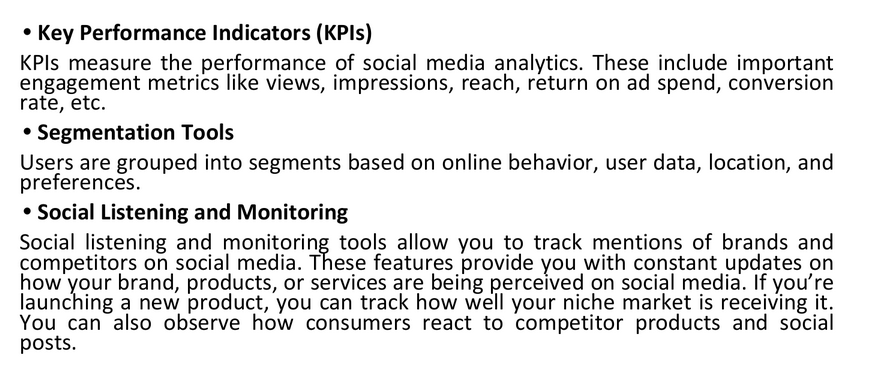 • Key Performance Indicators (KPIs)
KPIs measure the performance of social media analytics. These include important
engagement metrics like views, impressions, reach, return on ad spend, conversion
rate, etc.
• Segmentation Tools
Users are grouped into segments based on online behavior, user data, location, and
preferences.
• Social Listening and Monitoring
Social listening and monitoring tools allow you to track mentions of brands and
competitors on social media. These features provide you with constant updates on
how your brand, products, or services are being perceived on social media. If you’re
launching a new product, you can track how well your niche market is receiving it.
You can also observe how consumers react to competitor products and social
posts.